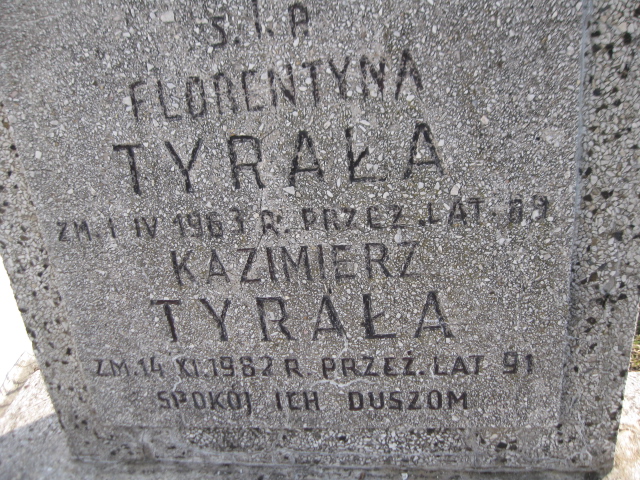 Ś.†P
FLORENTYNA
TYRAŁA
ZM. 1 IV 1963 R. PRZEŻ. LAT. 69
KAZIMIERZ
TYRAŁA
ZM. 14 XI. 1982 R. PRZEŻ. LAT 91
SPOKÓJ ICH DUSZOM